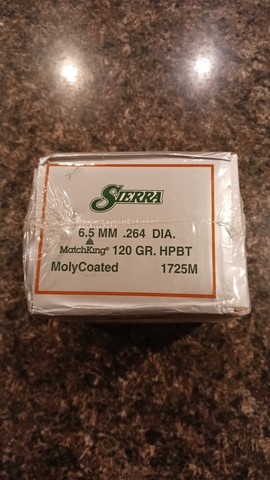 SIERRA
6.5 MM .264 DIA.
MatchKing® 120 GR. HPBT
MolyCoated 1725M